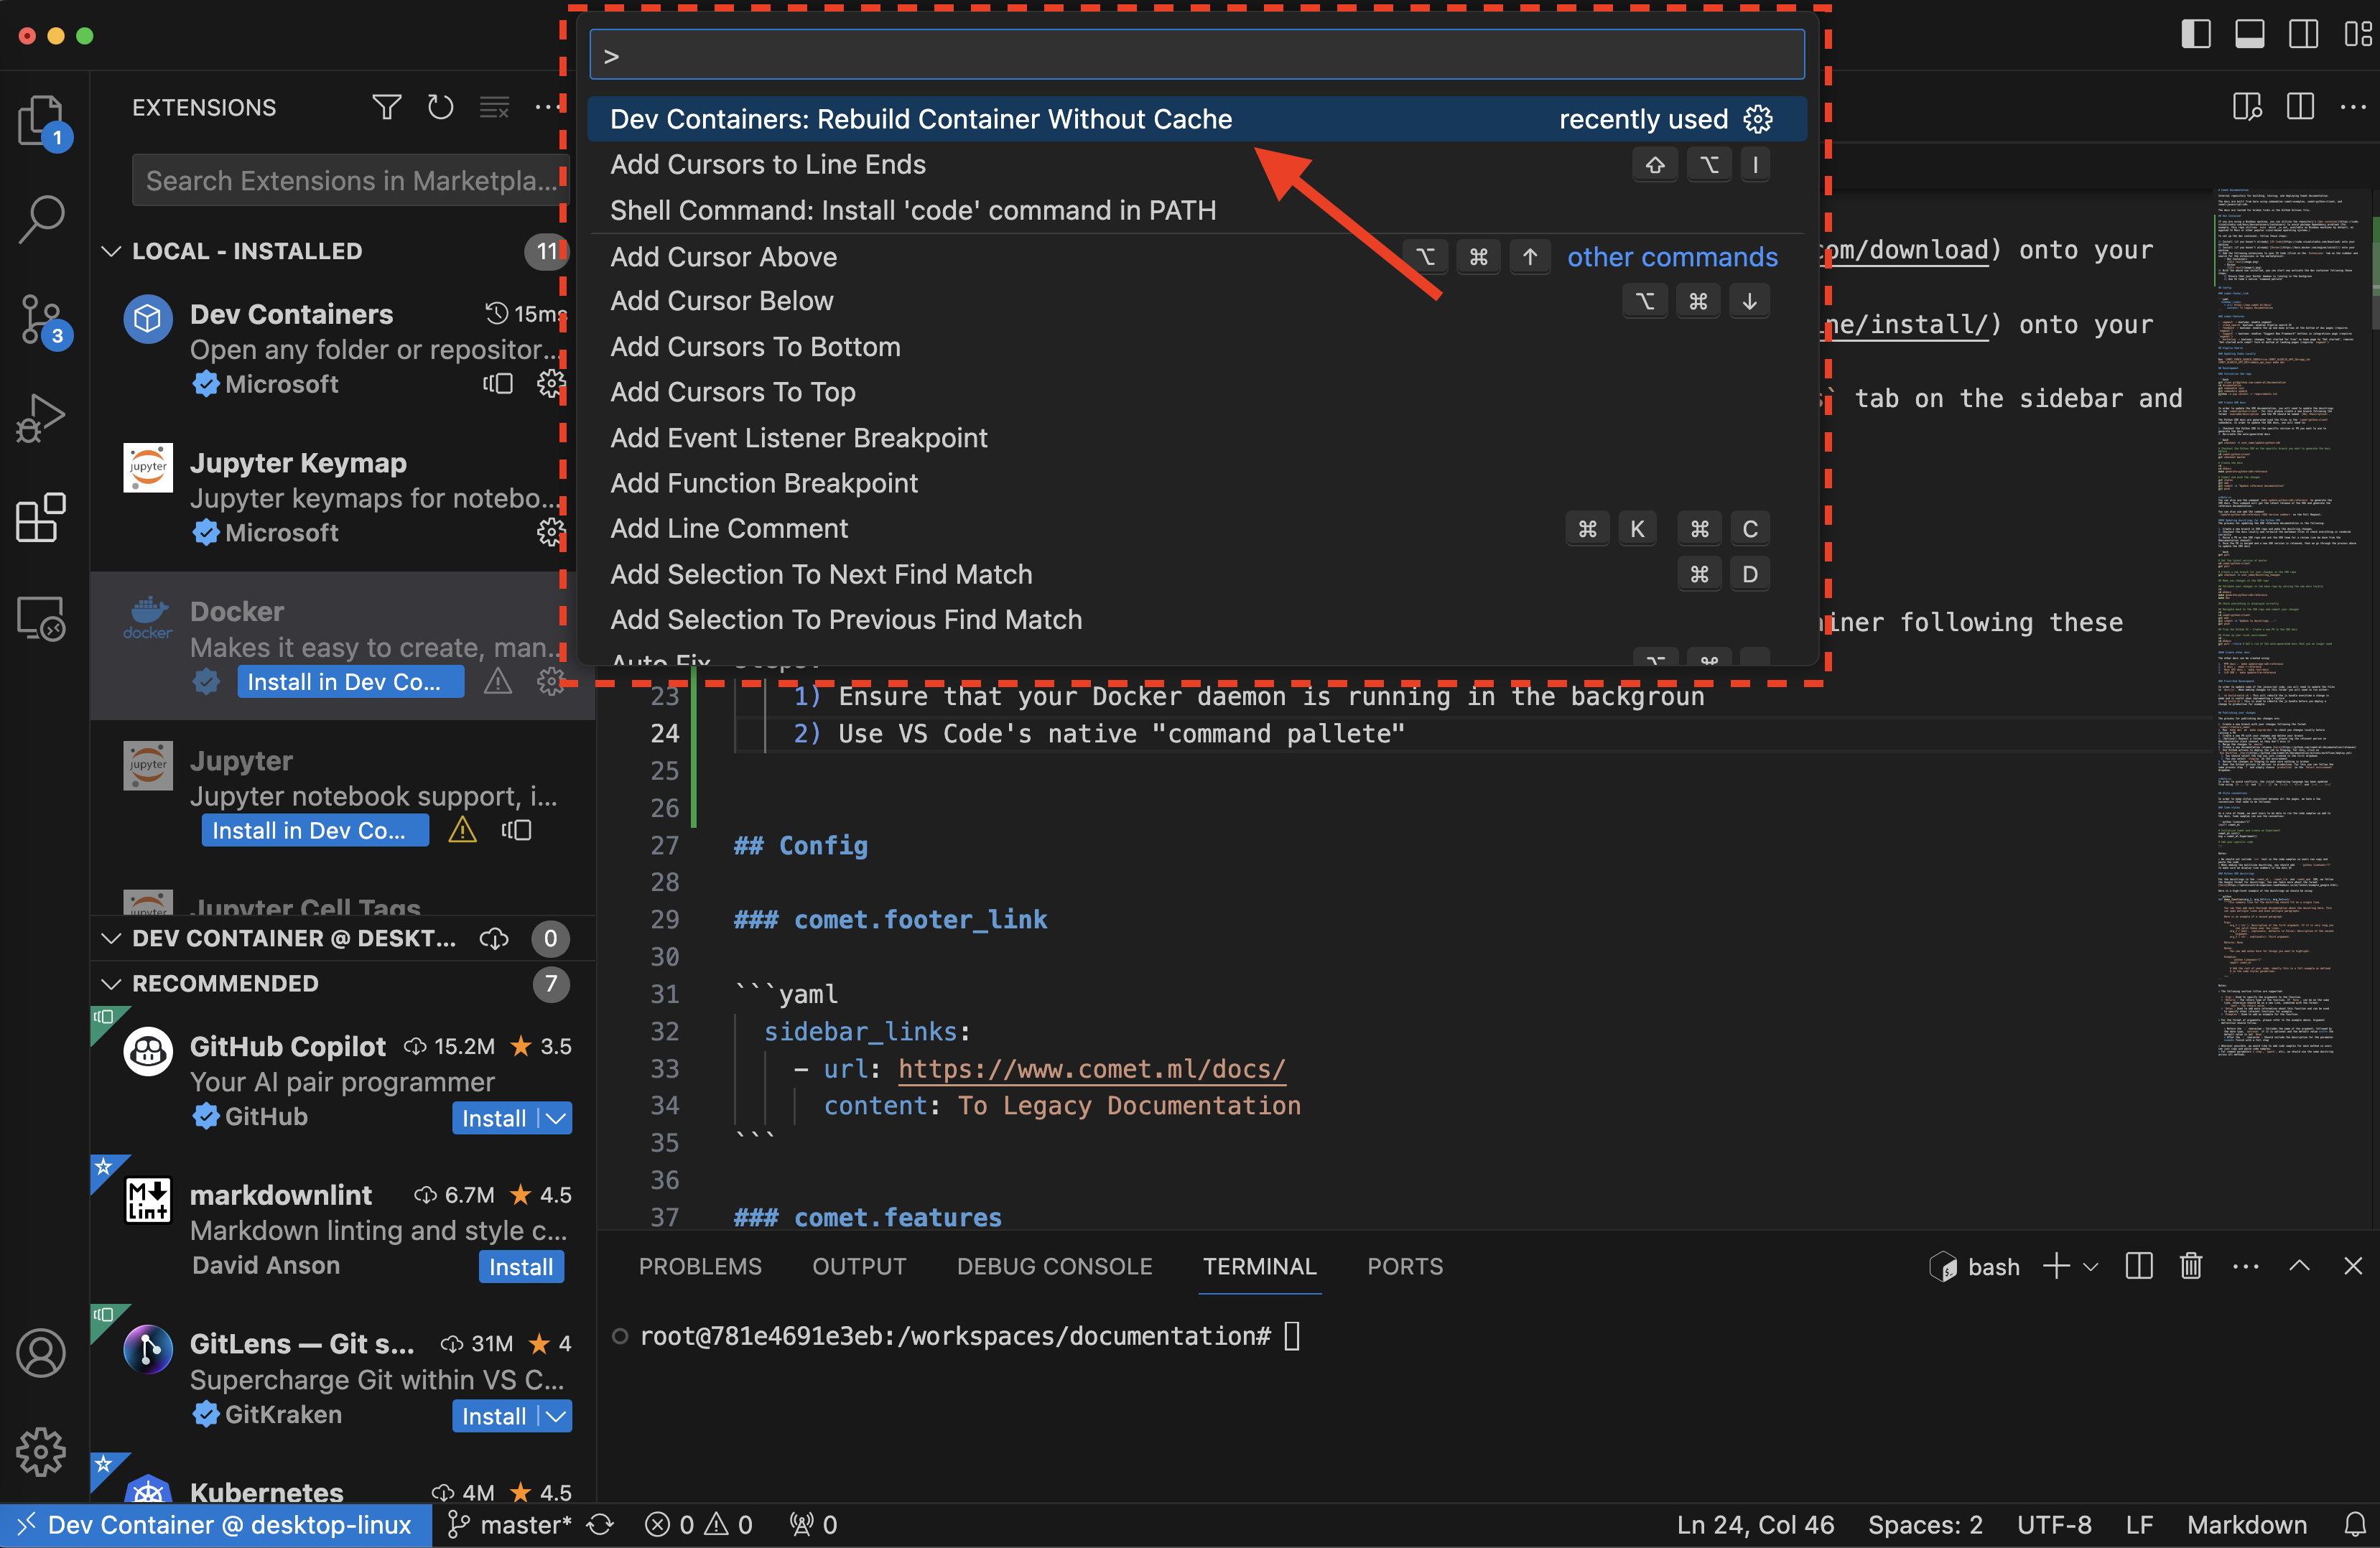 >
Dev Containers: Rebuild Container Without Cache recently used
Add Cursors to Line Ends ⇧ ⌥ I
Shell Command: Install 'code' command in PATH
Add Cursor Above ⌥ ⌘ ↑ other commands
Add Cursor Below ⌥ ⌘ ↓
Add Cursors To Bottom
Add Cursors To Top
Add Event Listener Breakpoint
Add Function Breakpoint
Add Line Comment ⌘ K ⌘ C
Add Selection To Next Find Match ⌘ D
Add Selection To Previous Find Match
Auto Fix ⌥ ⌘
EXTENSIONS
Search Extensions in Marketpla...
1
3
LOCAL - INSTALLED 11
Dev Containers 15ms
Open any folder or repositor...
Microsoft
jupyter
Jupyter Keymap
Jupyter keymaps for notebo...
Microsoft
docker
Docker
Makes it easy to create, man...
Install in Dev Co...
jupyter
Jupyter
Jupyter notebook support, i...
Install in Dev Co...
Jupyter Cell Tags
DEV CONTAINER @ DESKT... 0
RECOMMENDED 7
GitHub Copilot 15.2M 3.5
Your AI pair programmer
GitHub Install
M Lint
markdownlint 6.7M 4.5
Markdown linting and style c...
David Anson Install
GitLens — Git s... 31M 4
Supercharge Git within VS C...
GitKraken Install
Kubernetes 4M 4.5
om/download) onto your
ne/install/) onto your
` tab on the sidebar and
iner following these
steps:
23 1) Ensure that your Docker daemon is running in the backgroun
24 2) Use VS Code's native "command pallete"
25
26
27 ## Config
28
29 ### comet.footer_link
30
31 ```yaml
32 sidebar_links:
33 - url: https://www.comet.ml/docs/
34 content: To Legacy Documentation
35 ```
36
37 ### comet.features
PROBLEMS OUTPUT DEBUG CONSOLE TERMINAL PORTS bash
root@781e4691e3eb:/workspaces/documentation#
Dev Container @ desktop-linux master* 0 0 0 Ln 24, Col 46 Spaces: 2 UTF-8 LF Markdown